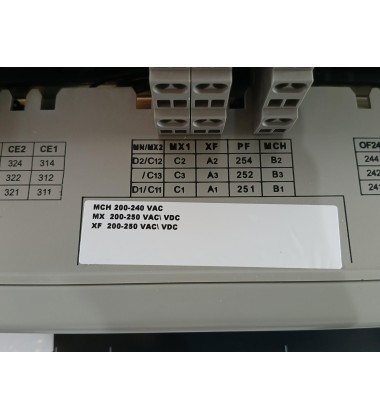 CE2 CE1 MN/MX2 MX1 XF PF MCH OF24
324 314 D2/C12 C2 A2 254 B2 244
322 312 /C13 C3 A3 252 B3 242
321 311 D1/C11 C1 A1 251 B1 241
MCH 200-240 VAC
MX 200-250 VAC\ VDC
XF 200-250 VAC\ VDC